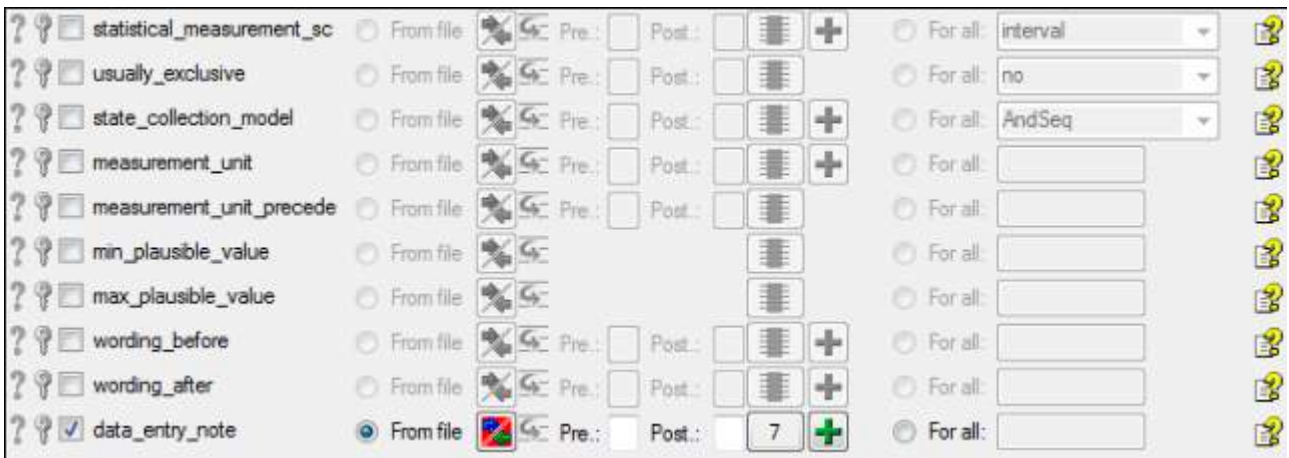 ? statistical_measurement_sc From file Pre.: Post.: For all: interval
? usually_exclusive From file Pre.: Post.: For all: no
? state_collection_model From file Pre.: Post.: For all: AndSeq
? measurement_unit From file Pre.: Post.: For all:
? measurement_unit_precede From file Pre.: Post.: For all:
? min_plausible_value From file For all:
? max_plausible_value From file For all:
? wording_before From file Pre.: Post.: For all:
? wording_after From file Pre.: Post.: For all:
? data_entry_note From file Pre.: Post.: 7 For all: